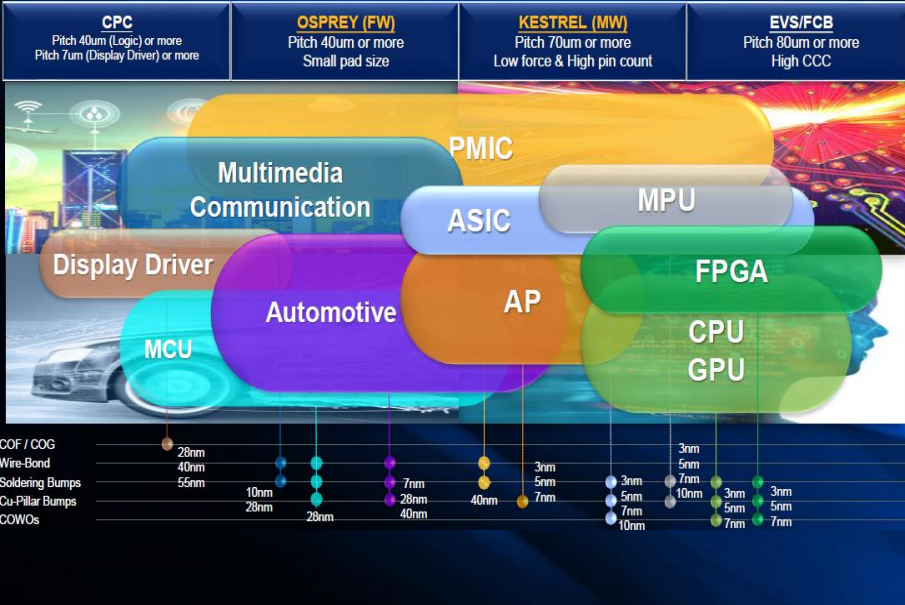 CPC
Pitch 40um (Logic) or more
Pitch 7um (Display Driver) or more
OSPREY (FW)
Pitch 40um or more
Small pad size
KESTREL (MW)
Pitch 70um or more
Low force & High pin count
EVS/FCB
Pitch 80um or more
High CCC
PMIC
Multimedia
Communication
MPU
ASIC
Display Driver
FPGA
Automotive
AP
MCU
CPU
GPU
COF / COG
Wire-Bond
Soldering Bumps
Cu-Pillar Bumps
COWOs
28nm
40nm
55nm
10nm
28nm
28nm
7nm
28nm
40nm
40nm
3nm
5nm
7nm
3nm
5nm
7nm
10nm
3nm
5nm
7nm
10nm
3nm
5nm
7nm
3nm
5nm
7nm